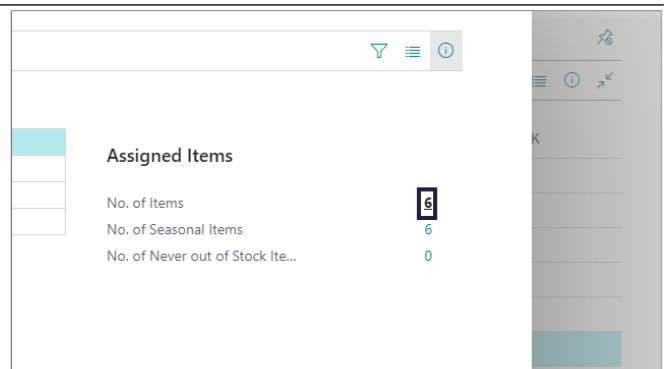 K
Assigned Items
No. of Items 6
No. of Seasonal Items 6
No. of Never out of Stock Ite... 0